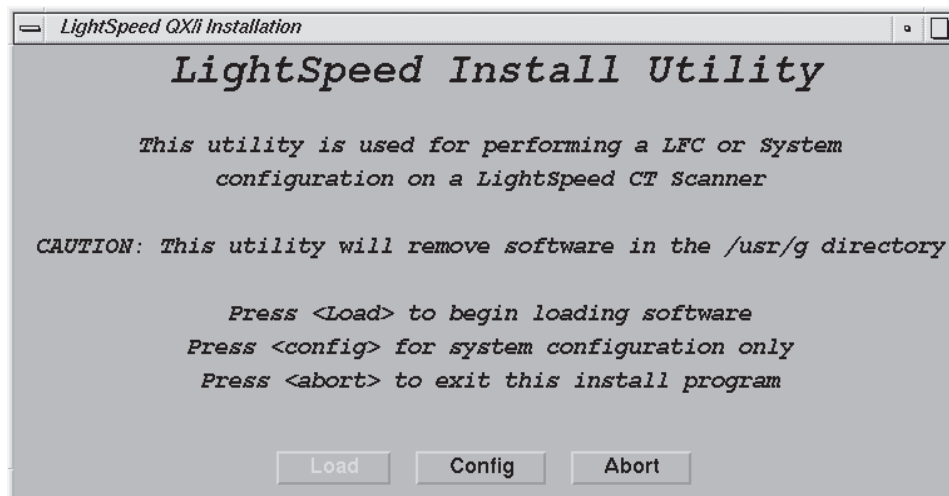 LightSpeed QX/i Installation
LightSpeed Install Utility
This utility is used for performing a LFC or System
configuration on a LightSpeed CT Scanner
CAUTION: This utility will remove software in the /usr/g directory
Press <Load> to begin loading software
Press <config> for system configuration only
Press <abort> to exit this install program
Load Config Abort